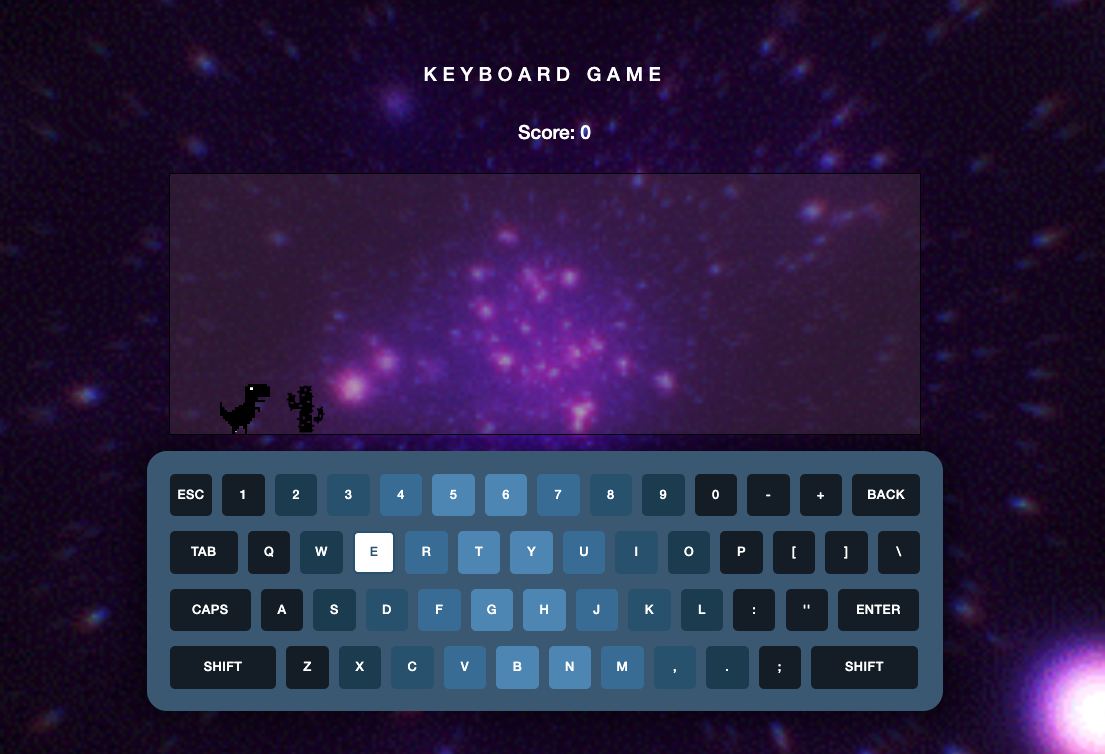 KEYBOARD GAME
Score: 0
ESC 1 2 3 4 5 6 7 8 9 0 - + BACK
TAB Q W E R T Y U I O P [ ] \
CAPS A S D F G H J K L : '' ENTER
SHIFT Z X C V B N M , . ; SHIFT